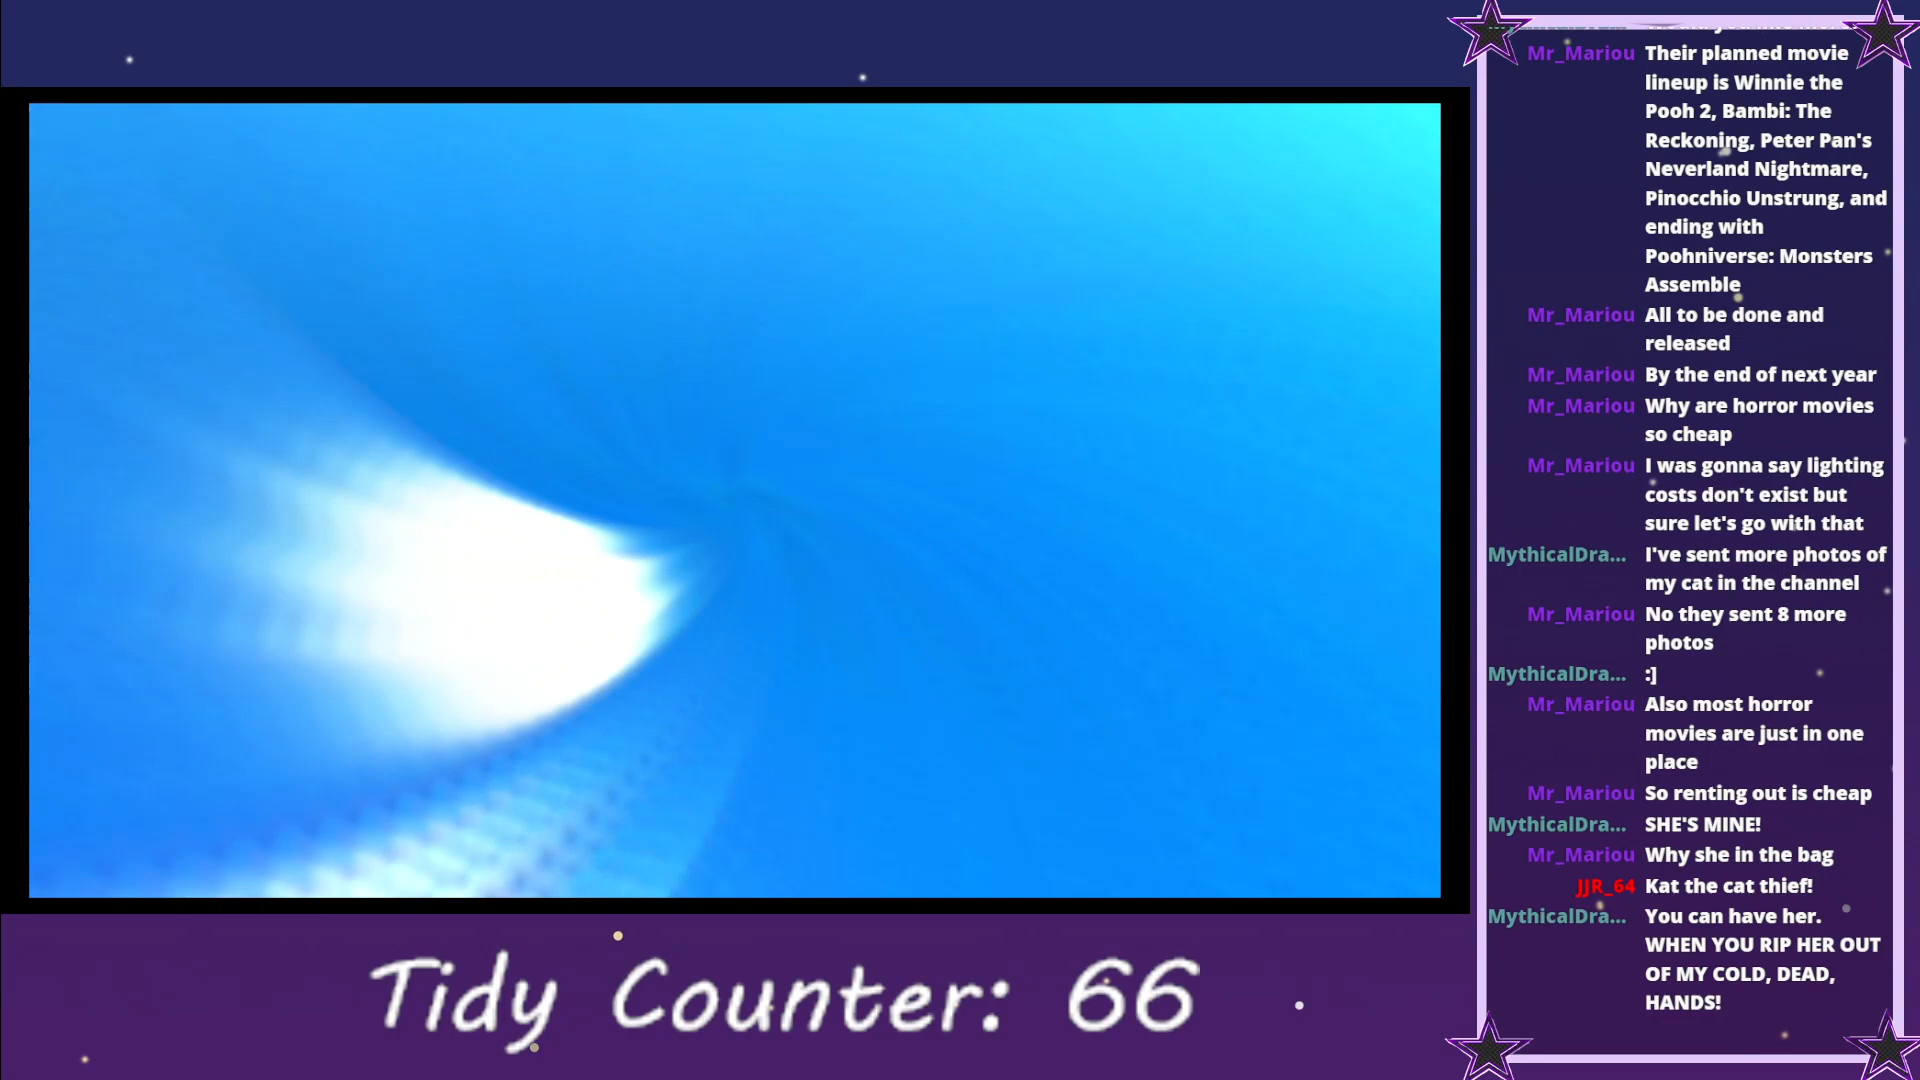 Mr_Mariou Their planned movie
lineup is Winnie the
Pooh 2, Bambi: The
Reckoning, Peter Pan's
Neverland Nightmare,
Pinocchio Unstrung, and
ending with
Poohniverse: Monsters
Assemble
Mr_Mariou All to be done and
released
Mr_Mariou By the end of next year
Mr_Mariou Why are horror movies
so cheap
Mr_Mariou I was gonna say lighting
costs don't exist but
sure let's go with that
MythicalDra... I've sent more photos of
my cat in the channel
Mr_Mariou No they sent 8 more
photos
MythicalDra... :]
Mr_Mariou Also most horror
movies are just in one
place
Mr_Mariou So renting out is cheap
MythicalDra... SHE'S MINE!
Mr_Mariou Why she in the bag
JJR_64 Kat the cat thief!
MythicalDra... You can have her.
WHEN YOU RIP HER OUT
OF MY COLD, DEAD,
HANDS!
Tidy Counter: 66